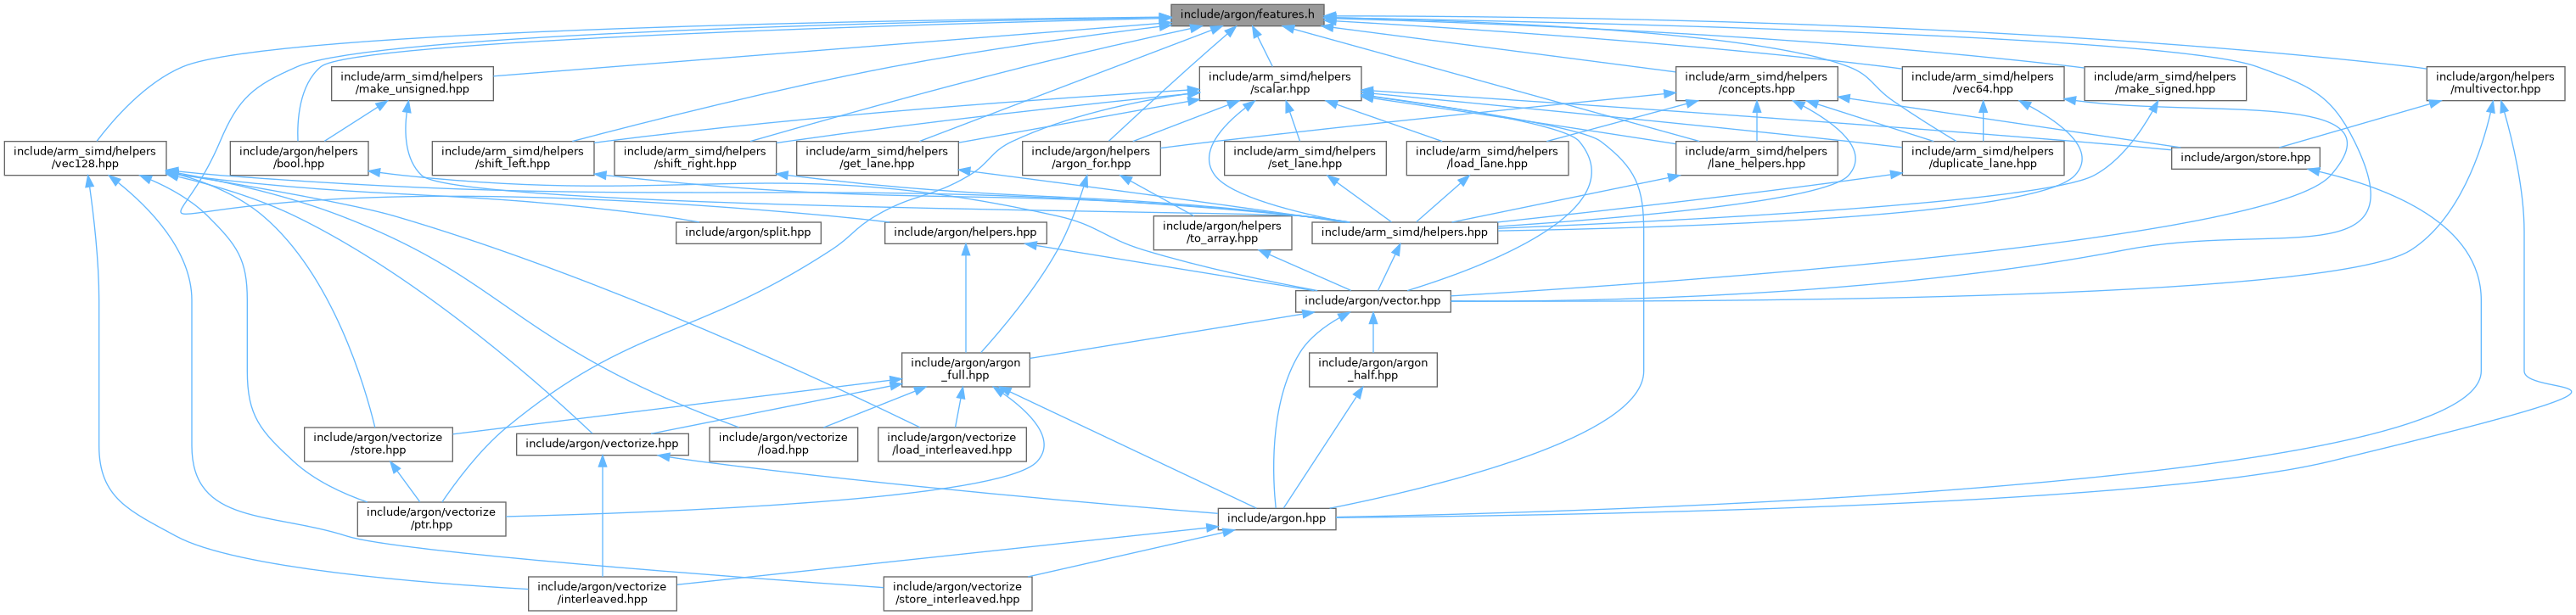 include/argon/features.h
include/arm_simd/helpers
/make_unsigned.hpp
include/arm_simd/helpers
/scalar.hpp
include/arm_simd/helpers
/concepts.hpp
include/arm_simd/helpers
/vec64.hpp
include/arm_simd/helpers
/make_signed.hpp
include/argon/helpers
/multivector.hpp
include/arm_simd/helpers
/vec128.hpp
include/argon/helpers
/bool.hpp
include/arm_simd/helpers
/shift_left.hpp
include/arm_simd/helpers
/shift_right.hpp
include/arm_simd/helpers
/get_lane.hpp
include/argon/helpers
/argon_for.hpp
include/arm_simd/helpers
/set_lane.hpp
include/arm_simd/helpers
/load_lane.hpp
include/arm_simd/helpers
/lane_helpers.hpp
include/arm_simd/helpers
/duplicate_lane.hpp
include/argon/store.hpp
include/argon/split.hpp
include/argon/helpers.hpp
include/argon/helpers
/to_array.hpp
include/arm_simd/helpers.hpp
include/argon/vector.hpp
include/argon/argon
_full.hpp
include/argon/argon
_half.hpp
include/argon/vectorize
/store.hpp
include/argon/vectorize.hpp
include/argon/vectorize
/load.hpp
include/argon/vectorize
/load_interleaved.hpp
include/argon/vectorize
/ptr.hpp
include/argon.hpp
include/argon/vectorize
/interleaved.hpp
include/argon/vectorize
/store_interleaved.hpp